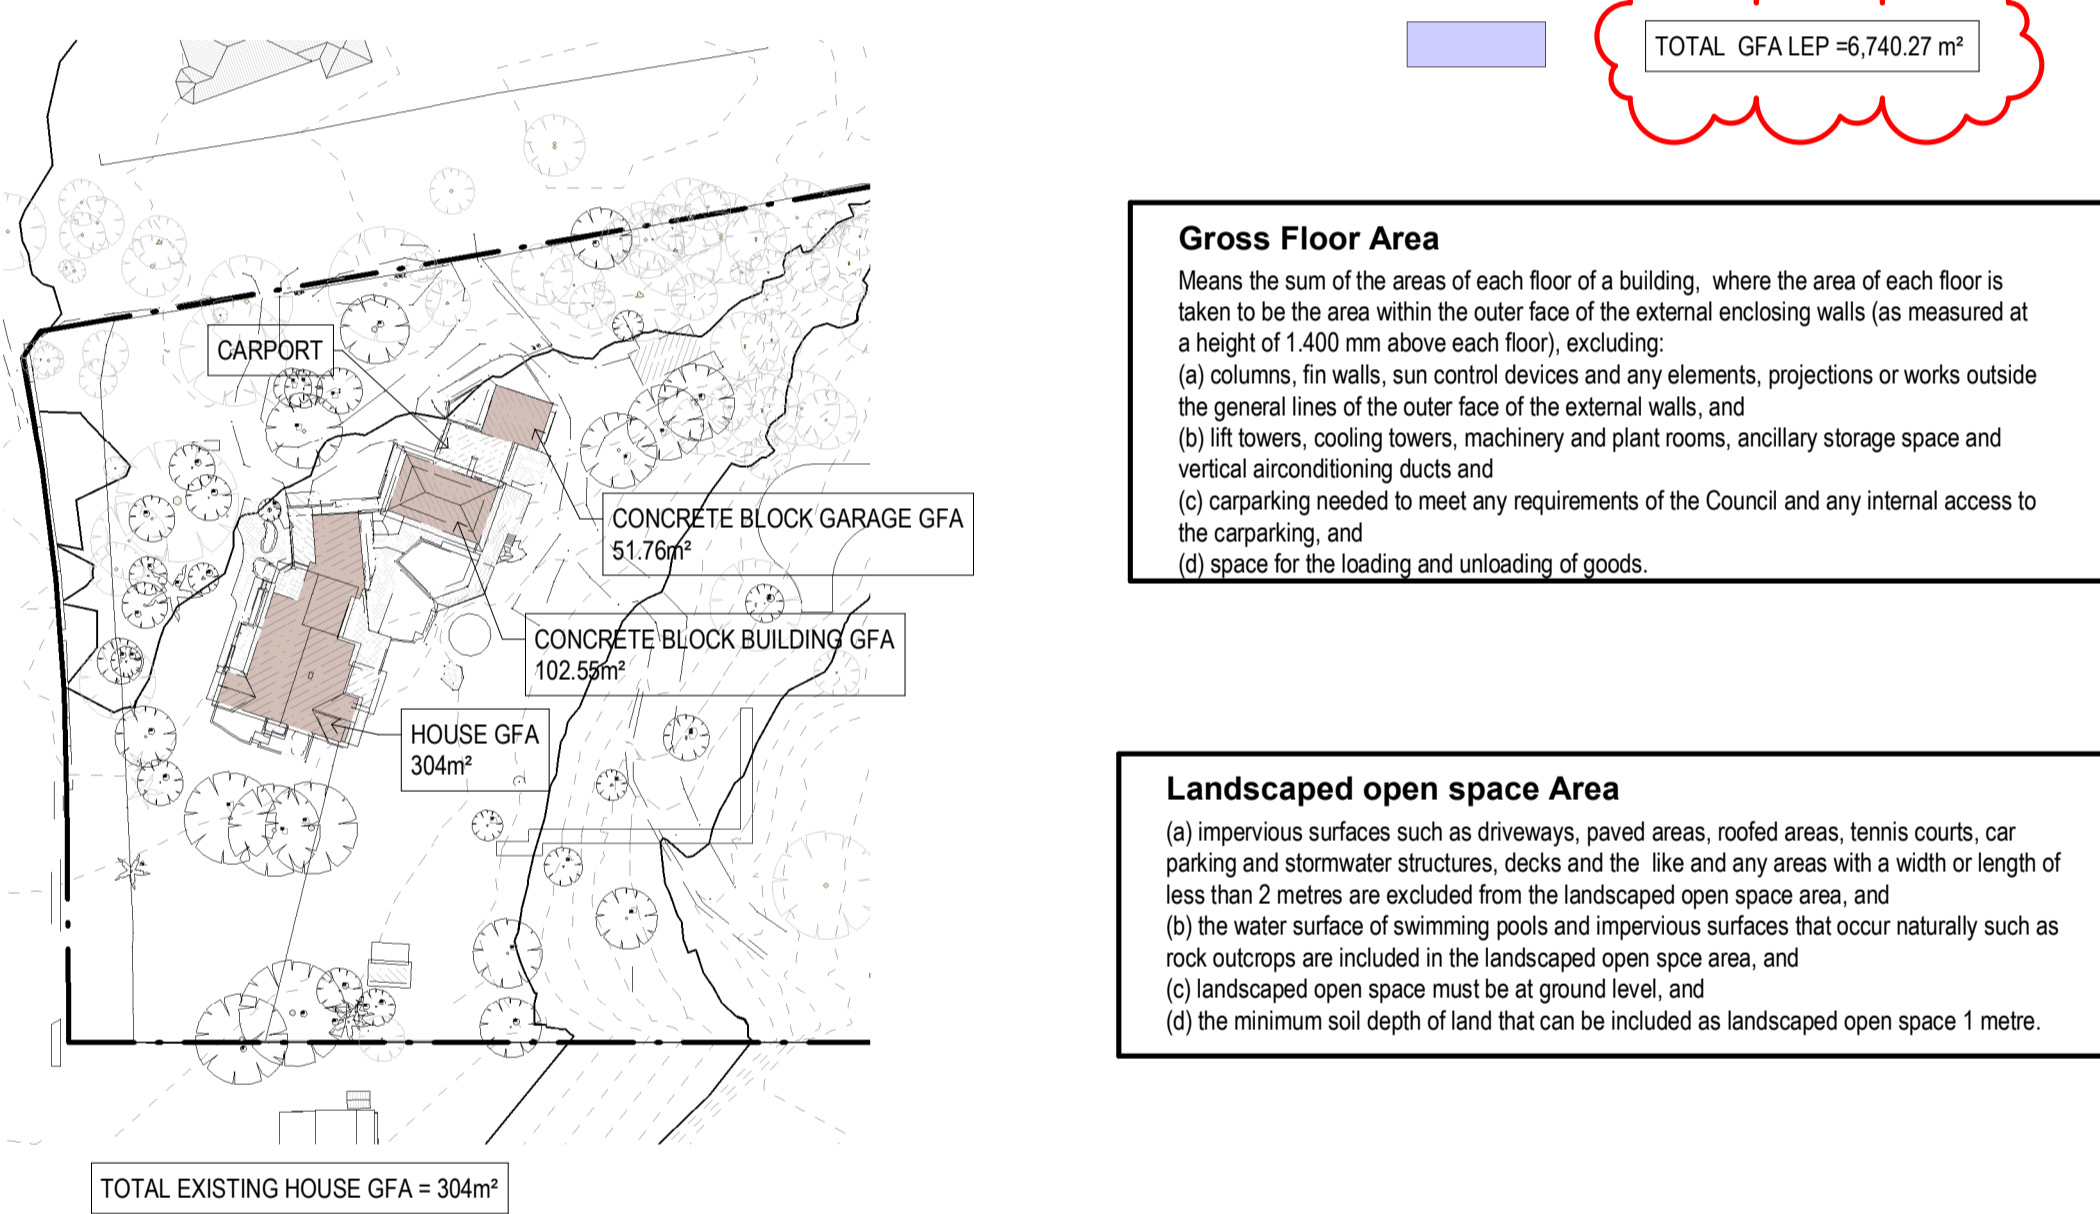 TOTAL GFA LEP =6,740.27 m²
CARPORT
CONCRETE BLOCK GARAGE GFA
51.76m²
CONCRETE BLOCK BUILDING GFA
102.55m²
HOUSE GFA
304m²
TOTAL EXISTING HOUSE GFA = 304m²
Gross Floor Area
Means the sum of the areas of each floor of a building, where the area of each floor is
taken to be the area within the outer face of the external enclosing walls (as measured at
a height of 1.400 mm above each floor), excluding:
(a) columns, fin walls, sun control devices and any elements, projections or works outside
the general lines of the outer face of the external walls, and
(b) lift towers, cooling towers, machinery and plant rooms, ancillary storage space and
vertical airconditioning ducts and
(c) carparking needed to meet any requirements of the Council and any internal access to
the carparking, and
(d) space for the loading and unloading of goods.
Landscaped open space Area
(a) impervious surfaces such as driveways, paved areas, roofed areas, tennis courts, car
parking and stormwater structures, decks and the like and any areas with a width or length of
less than 2 metres are excluded from the landscaped open space area, and
(b) the water surface of swimming pools and impervious surfaces that occur naturally such as
rock outcrops are included in the landscaped open spce area, and
(c) landscaped open space must be at ground level, and
(d) the minimum soil depth of land that can be included as landscaped open space 1 metre.